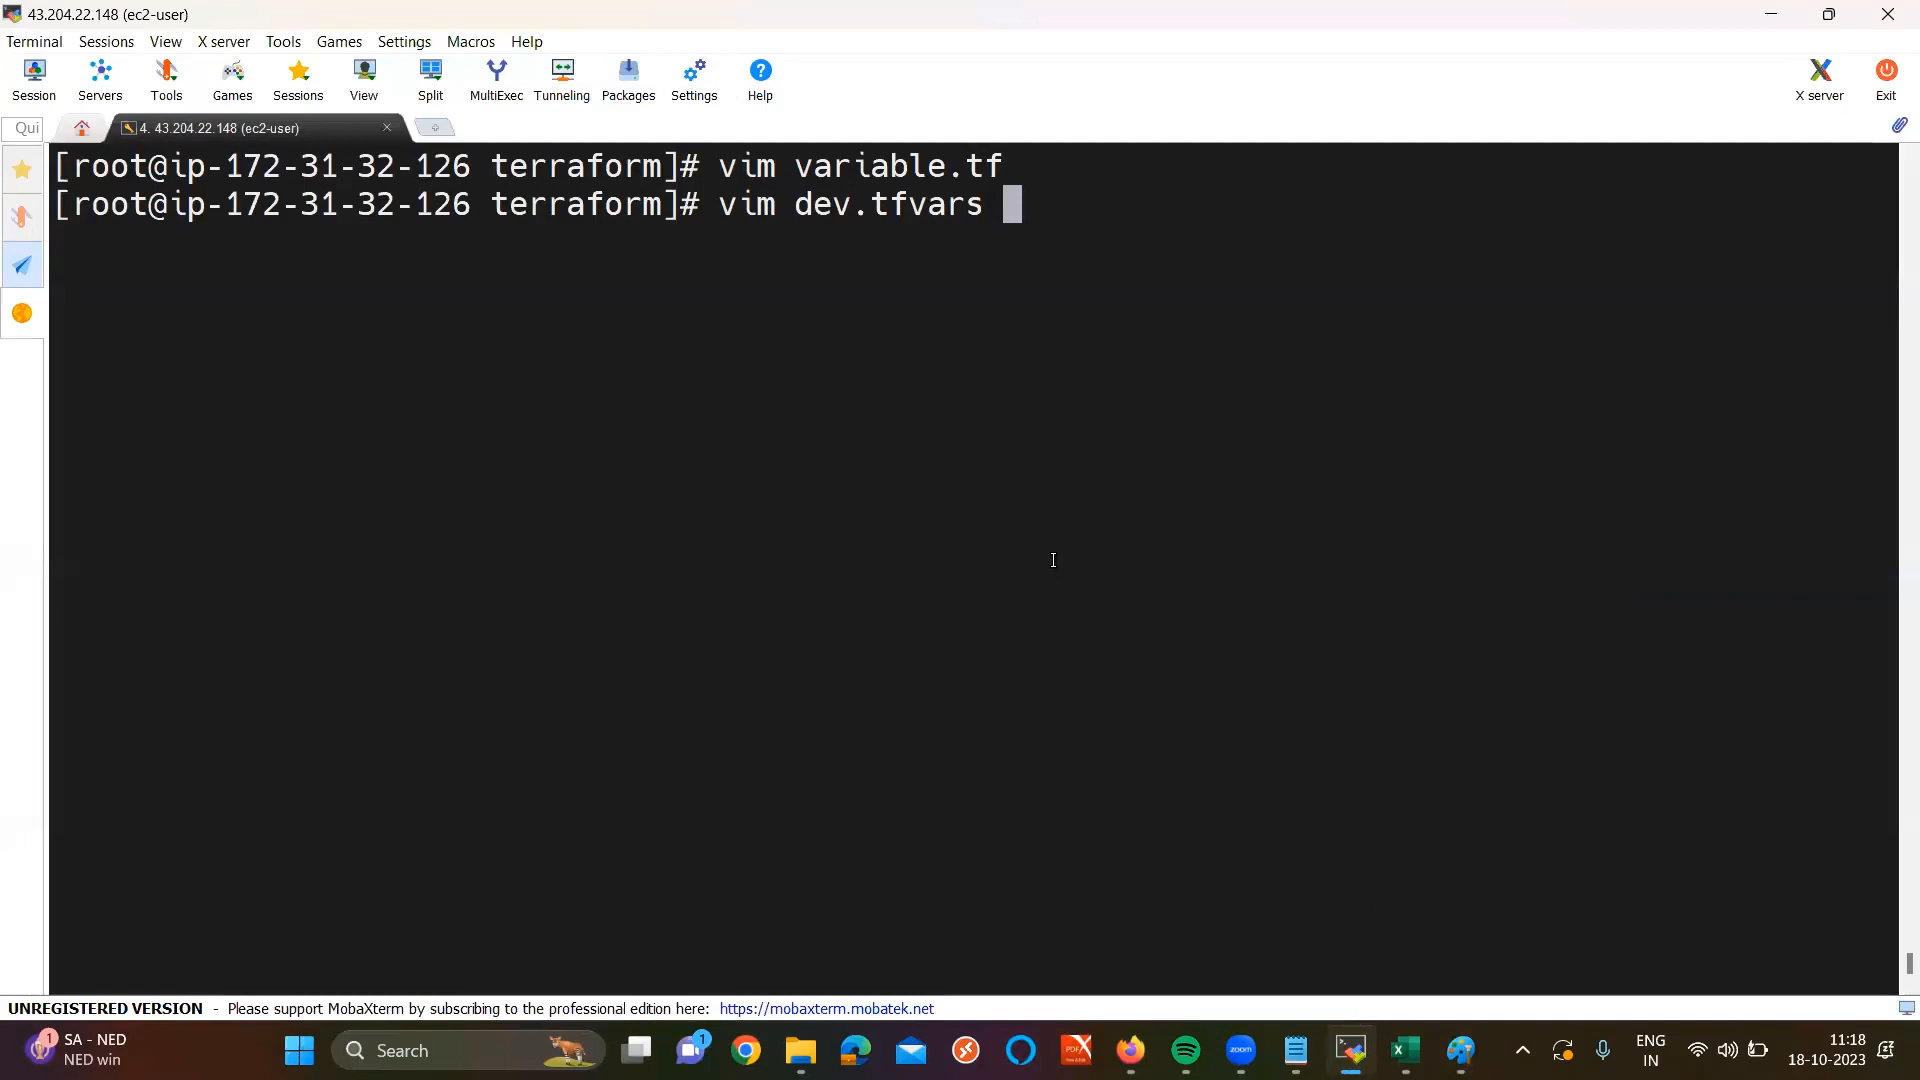 43.204.22.148 (ec2-user)
Terminal Sessions View X server Tools Games Settings Macros Help
Session Servers Tools Games Sessions View Split MultiExec Tunneling Packages Settings Help X server Exit
Qui 4. 43.204.22.148 (ec2-user)
[root@ip-172-31-32-126 terraform]# vim variable.tf
[root@ip-172-31-32-126 terraform]# vim dev.tfvars
UNREGISTERED VERSION - Please support MobaXterm by subscribing to the professional edition here: https://mobaxterm.mobatek.net
1 SA - NED
NED win
Search
1
zoom
ENG
IN
11:18
18-10-2023